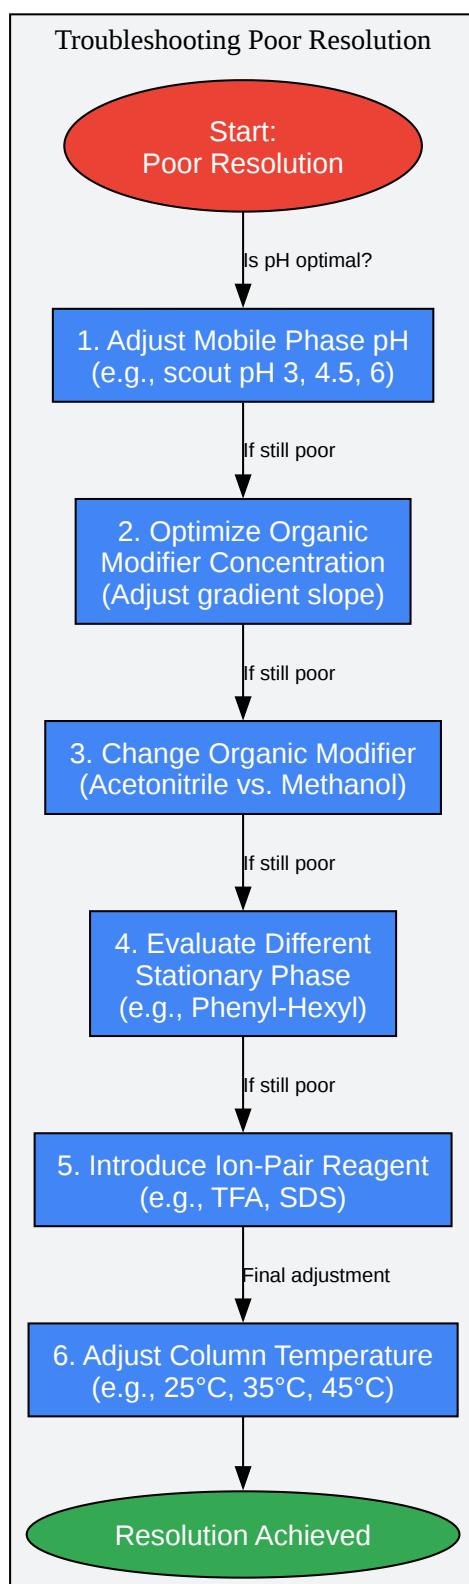 Troubleshooting Poor Resolution
Start:
Poor Resolution
Is pH optimal?
1. Adjust Mobile Phase pH
(e.g., scout pH 3, 4.5, 6)
If still poor
2. Optimize Organic
Modifier Concentration
(Adjust gradient slope)
If still poor
3. Change Organic Modifier
(Acetonitrile vs. Methanol)
If still poor
4. Evaluate Different
Stationary Phase
(e.g., Phenyl-Hexyl)
If still poor
5. Introduce Ion-Pair Reagent
(e.g., TFA, SDS)
Final adjustment
6. Adjust Column Temperature
(e.g., 25°C, 35°C, 45°C)
Resolution Achieved